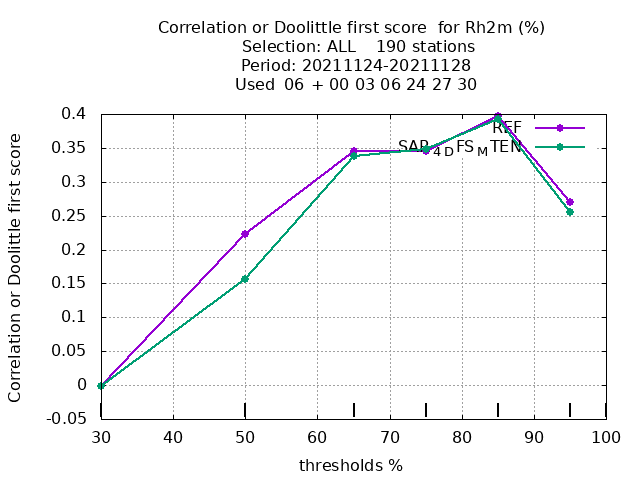 Correlation or Doolittle first score  for Rh2m (%)
Selection: ALL    190 stations
Period: 20211124-20211128
Used  06  + 00 03 06 24 27 30
Correlation or Doolittle first score
0.4
0.35
0.3
0.25
0.2
0.15
0.1
0.05
0
-0.05
REF
SAR4DFSMTEN
30 40 50 60 70 80 90 100
thresholds %